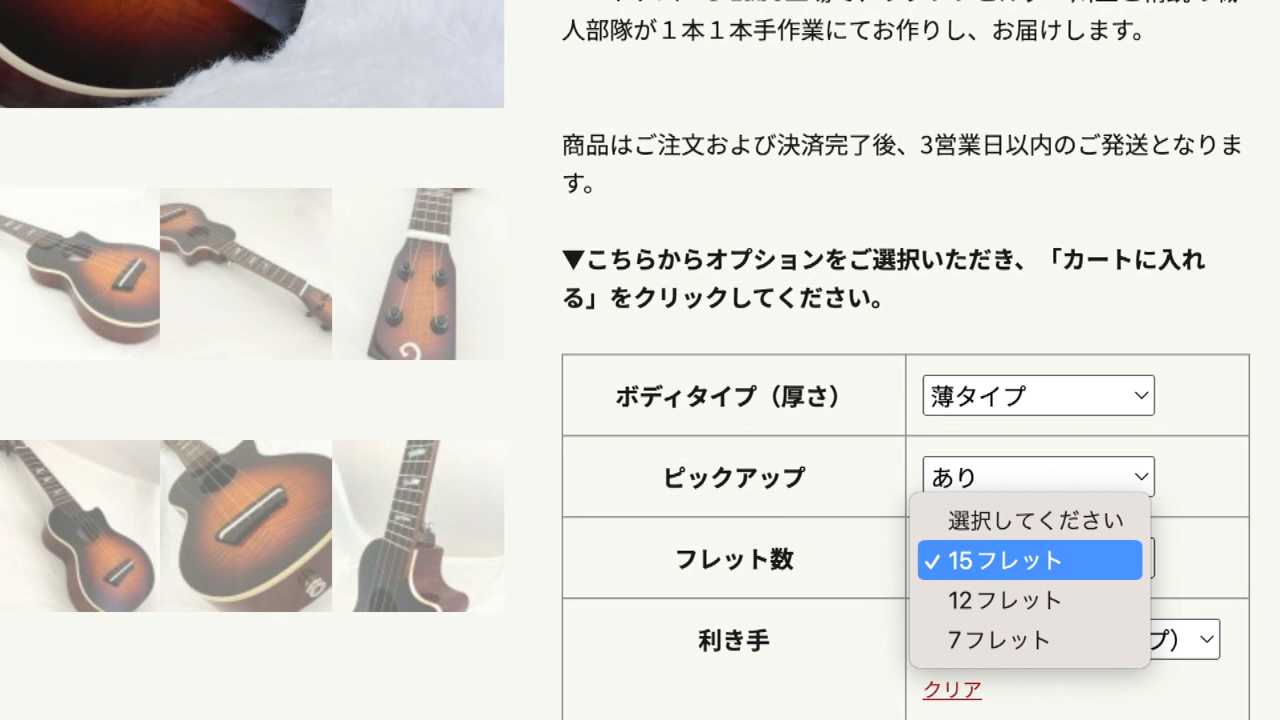 人部隊が１本１本手作業にてお作りし、お届けします。
商品はご注文および決済完了後、3営業日以内のご発送となりま
す。
▼こちらからオプションをご選択いただき、「カートに入れ
る」をクリックしてください。
ボディタイプ（厚さ） 薄タイプ
ピックアップ あり
選択してください
フレット数 ✓ 15フレット
12フレット
7フレット
利き手 プ）
クリア